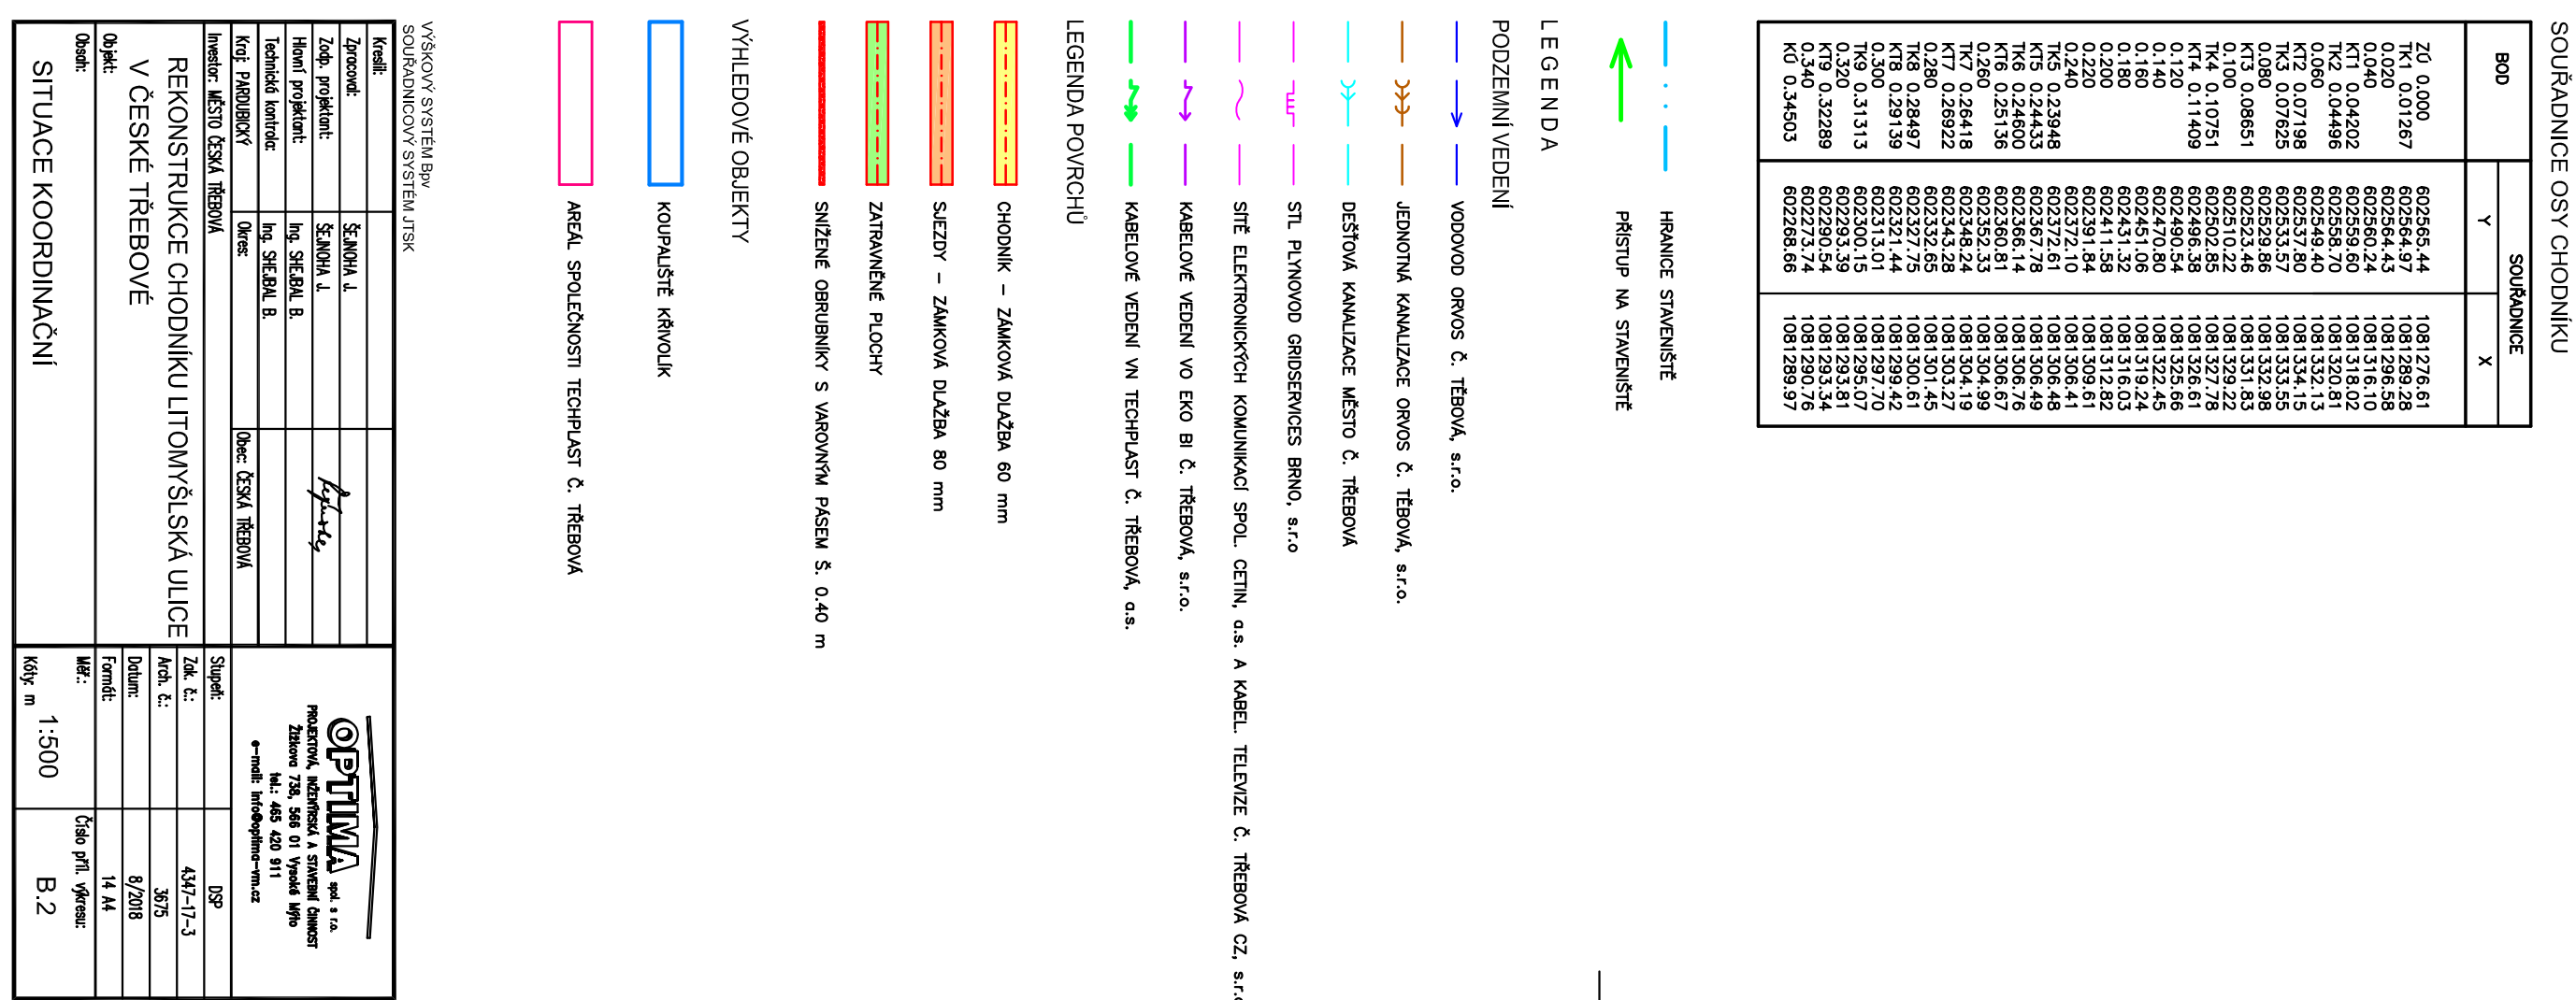 SOUŘADNICE OSY CHODNÍKU
BOD SOUŘADNICE
Y X
ZÚ 0.000 602565.44 1081276.61
TK1 0.01267 602564.97 1081289.28
0.020 602564.43 1081296.58
0.040 602560.24 1081316.10
KT1 0.04202 602559.60 1081318.02
TK2 0.04496 602558.70 1081320.81
0.060 602549.40 1081332.13
KT2 0.07198 602537.80 1081334.15
TK3 0.07625 602533.57 1081333.55
0.080 602529.86 1081332.98
KT3 0.08651 602523.46 1081331.83
0.100 602510.22 1081329.22
TK4 0.10751 602502.85 1081327.78
KT4 0.11409 602496.38 1081326.61
0.120 602490.54 1081325.66
0.140 602470.80 1081322.45
0.160 602451.06 1081319.24
0.180 602431.32 1081316.03
0.200 602411.58 1081312.82
0.220 602391.84 1081309.61
0.240 602372.10 1081306.41
TK5 0.23948 602372.61 1081306.48
KT5 0.24433 602367.78 1081306.49
TK6 0.24600 602366.14 1081306.76
KT6 0.25136 602360.81 1081306.67
0.260 602352.33 1081304.99
TK7 0.26418 602348.24 1081304.19
KT7 0.26922 602343.28 1081303.27
0.280 602332.65 1081301.45
TK8 0.28497 602327.75 1081300.61
KT8 0.29139 602321.44 1081299.42
0.300 602313.01 1081297.70
TK9 0.31313 602300.15 1081295.07
0.320 602293.39 1081293.81
KT9 0.32289 602290.54 1081293.34
0.340 602273.74 1081290.76
KÚ 0.34503 602268.66 1081289.97
HRANICE STAVENIŠTĚ
PŘÍSTUP NA STAVENIŠTĚ
L E G E N D A
PODZEMNÍ VEDENÍ
VODOVOD ORVOS Č. TĚBOVÁ, s.r.o.
JEDNOTNÁ KANALIZACE ORVOS Č. TĚBOVÁ, s.r.o.
DEŠŤOVÁ KANALIZACE MĚSTO Č. TŘEBOVÁ
STL PLYNOVOD GRIDSERVICES BRNO, s.r.o
SÍTĚ ELEKTRONICKÝCH KOMUNIKACÍ SPOL. CETIN, a.s. A KABEL. TELEVIZE Č. TŘEBOVÁ CZ, s.r.o
KABELOVÉ VEDENÍ VO EKO BI Č. TŘEBOVÁ, s.r.o.
KABELOVÉ VEDENÍ VN TECHPLAST Č. TŘEBOVÁ, a.s.
LEGENDA POVRCHŮ
CHODNÍK – ZÁMKOVÁ DLAŽBA 60 mm
SJEZDY – ZÁMKOVÁ DLAŽBA 80 mm
ZATRAVNĚNÉ PLOCHY
SNÍŽENÉ OBRUBNÍKY S VAROVNÝM PÁSEM Š. 0.40 m
VÝHLEDOVÉ OBJEKTY
KOUPALIŠTĚ KŘIVOLÍK
AREÁL SPOLEČNOSTI TECHPLAST Č. TŘEBOVÁ
VÝŠKOVÝ SYSTÉM Bpv
SOUŘADNICOVÝ SYSTÉM JTSK
Kreslil:
Zpracoval: ŠEJNOHA J.
Zodp. projektant: ŠEJNOHA J.
Hlavní projektant: Ing. SHEJBAL B.
Technická kontrola: Ing. SHEJBAL B.
Kraj: PARDUBICKÝ Okres: Obec: ČESKÁ TŘEBOVÁ
Investor: MĚSTO ČESKÁ TŘEBOVÁ
OPTIMA spol. s r.o.
PROJEKTOVÁ, INŽENÝRSKÁ A STAVEBNÍ ČINNOST
Žižkova 738, 566 01 Vysoké Mýto
tel.: 465 420 911
e-mail: info@optima-vm.cz
Objekt:
REKONSTRUKCE CHODNÍKU LITOMYŠLSKÁ ULICE
V ČESKÉ TŘEBOVÉ
Obsah:
SITUACE KOORDINAČNÍ
Stupeň: DSP
Zak. č.: 4347-17-3
Arch. č.: 3675
Datum: 8/2018
Formát: 14 A4
Měř.: Číslo příl. výkresu:
1:500 B.2
Kóty: m